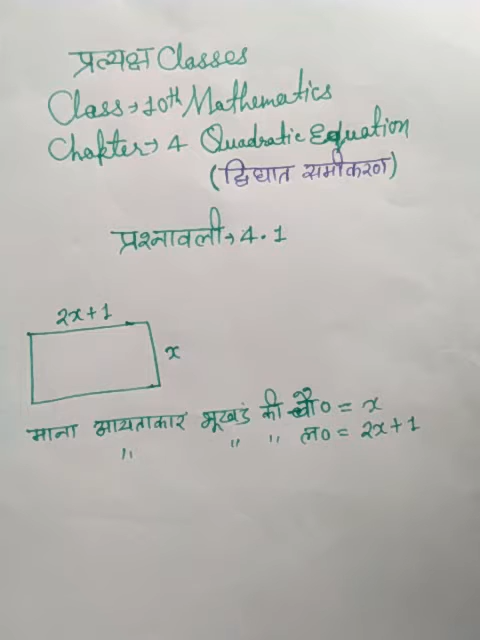 प्रत्यक्ष Classes
Class → 10th Mathematics
Chapter → 4 Quadratic Equation
(द्विघात समीकरण)
प्रश्नावली → 4.1
2x+1
x
माना आयताकार भूखडं की चौ० = x
" " " ल० = 2x+1